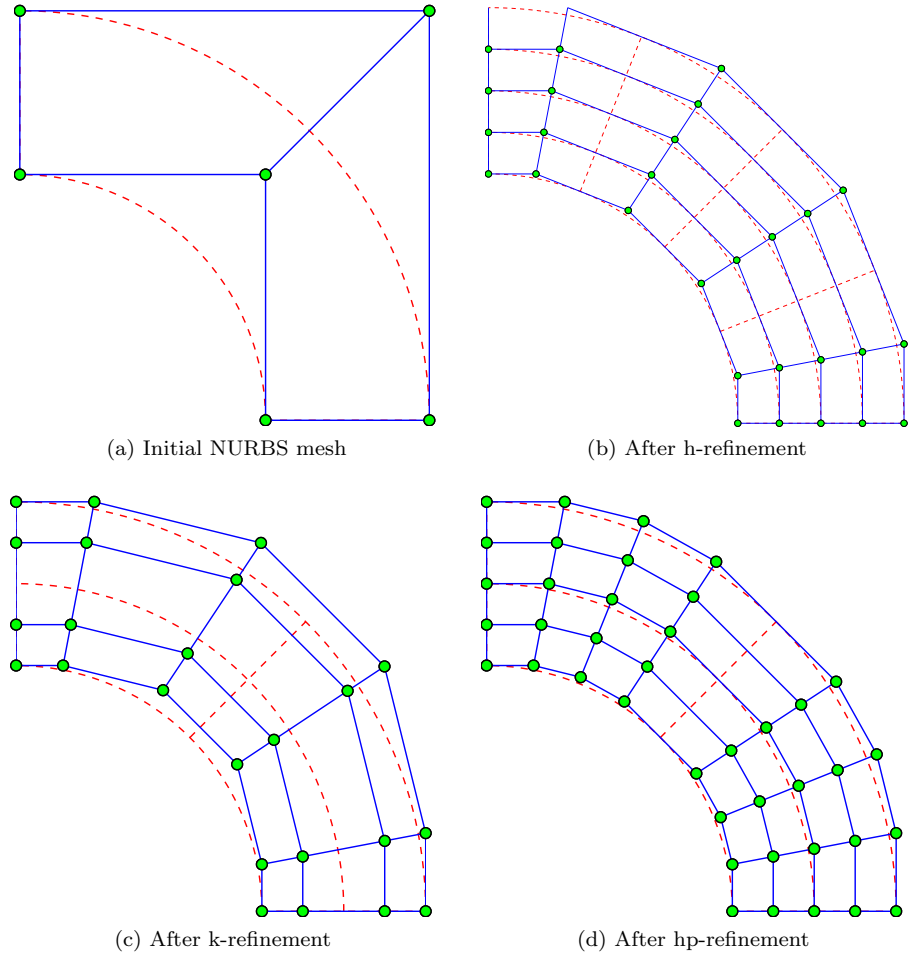 (a) Initial NURBS mesh
(b) After h-refinement
(c) After k-refinement
(d) After hp-refinement